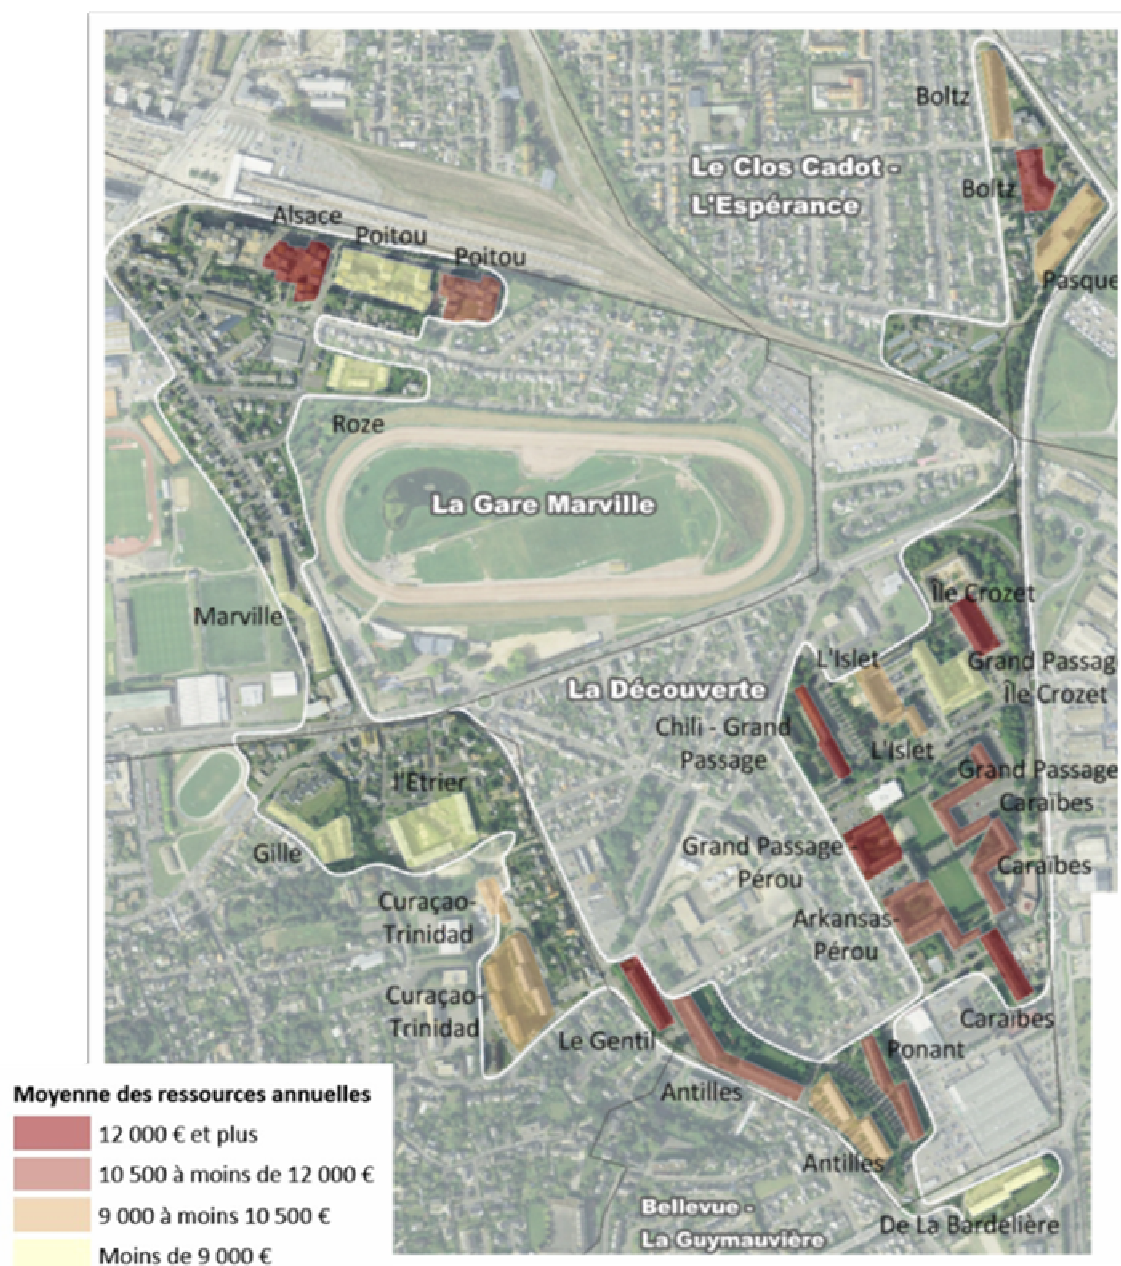 Boltz
Le Clos Cadot -
L'Espérance
Boltz
Alsace
Poitou
Poitou
Pasque
Roze
La Gare Marville
Marville
Île Crozet
L'Islet
Grand Passag
Île Crozet
La Découverte
Chili - Grand
Passage
L'Islet
Grand Passage
Caraïbes
l'Etrier
Gille
Grand Passage
Pérou
Caraïbes
Curaçao-
Trinidad
Arkansas-
Pérou
Curaçao-
Trinidad
Le Gentil
Caraïbes
Ponant
Antilles
Antilles
Bellevue -
La Guymauvière
De La Bardelière
Moyenne des ressources annuelles
12 000 € et plus
10 500 à moins de 12 000 €
9 000 à moins 10 500 €
Moins de 9 000 €